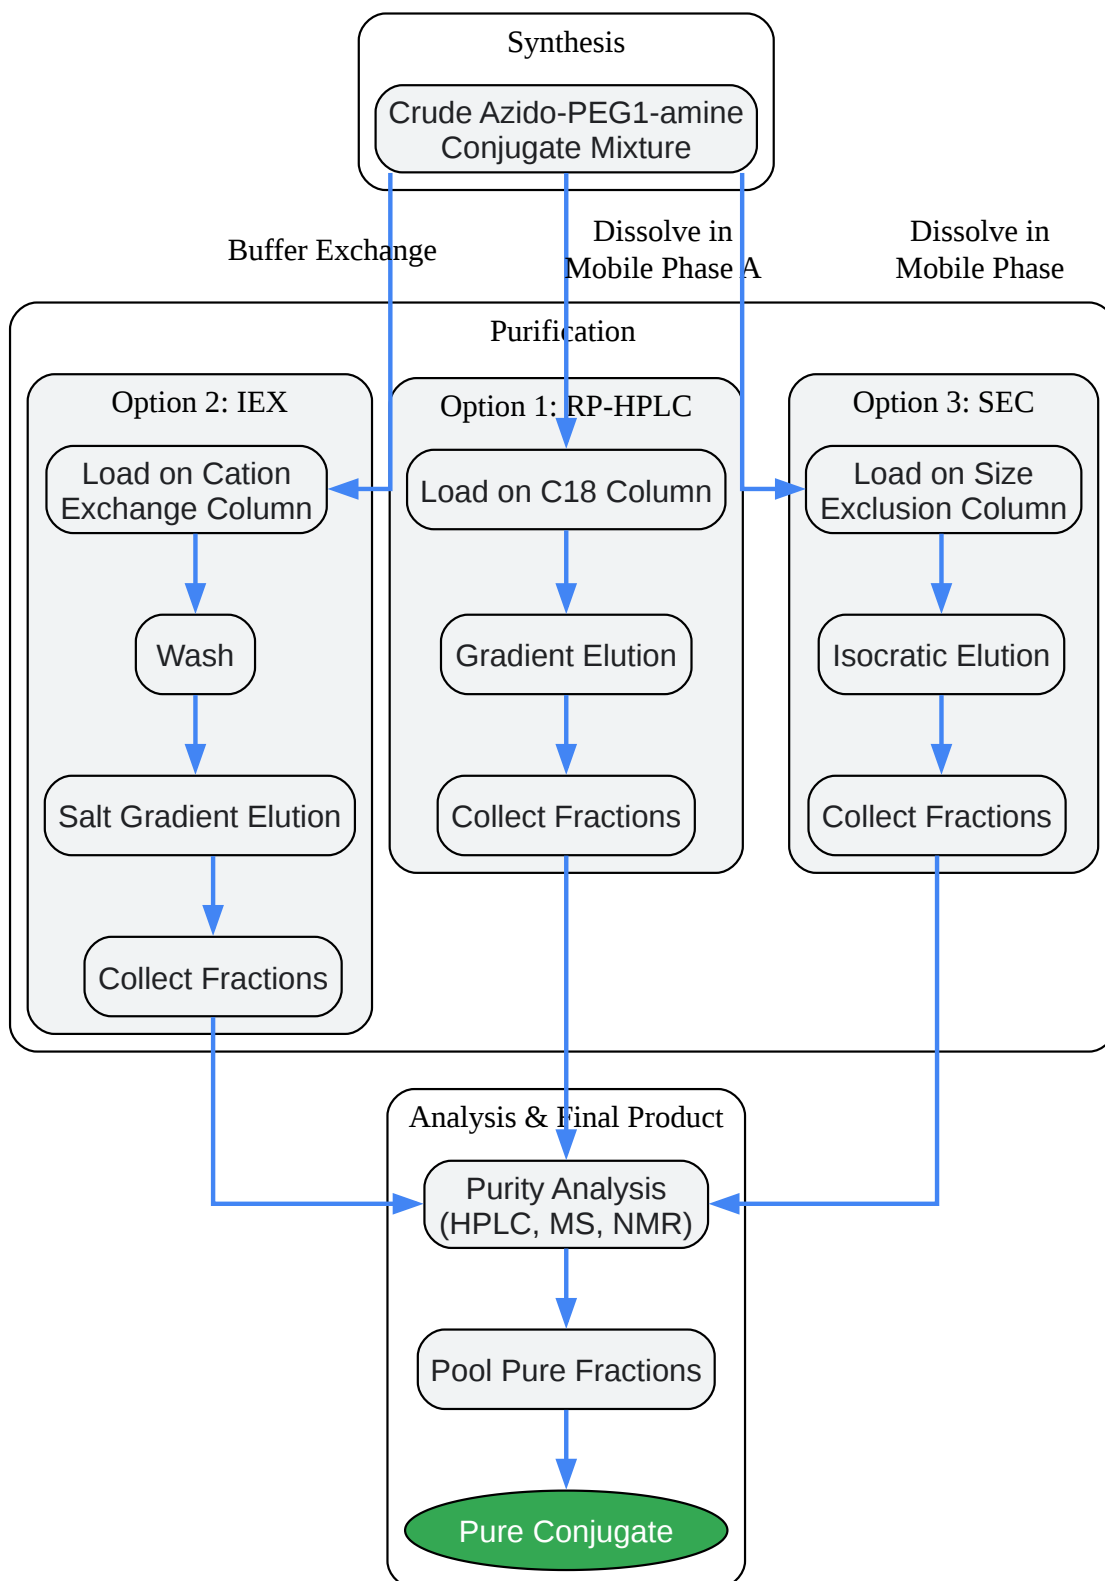 Synthesis
Crude Azido-PEG1-amine
Conjugate Mixture
Buffer Exchange
Dissolve in
Mobile Phase A
Dissolve in
Mobile Phase
Purification
Option 2: IEX
Load on Cation
Exchange Column
Wash
Salt Gradient Elution
Collect Fractions
Option 1: RP-HPLC
Load on C18 Column
Gradient Elution
Collect Fractions
Option 3: SEC
Load on Size
Exclusion Column
Isocratic Elution
Collect Fractions
Analysis & Final Product
Purity Analysis
(HPLC, MS, NMR)
Pool Pure Fractions
Pure Conjugate